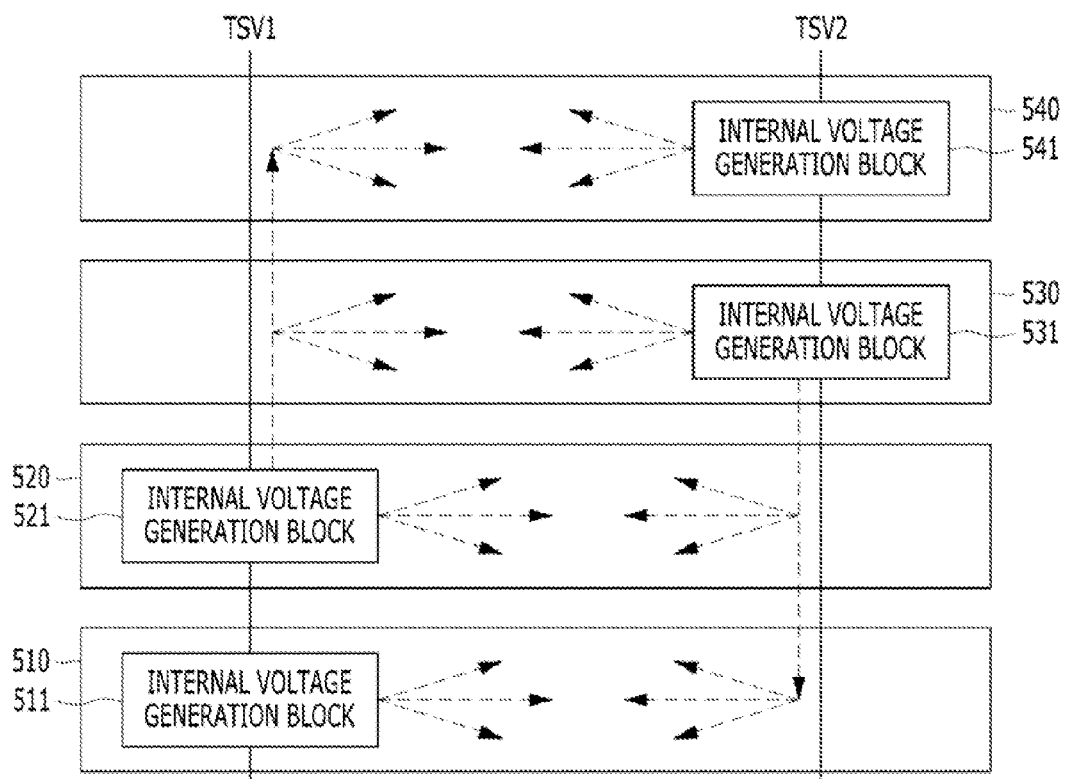 TSV1
TSV2
INTERNAL VOLTAGE
GENERATION BLOCK
540
541
INTERNAL VOLTAGE
GENERATION BLOCK
530
531
520
521
INTERNAL VOLTAGE
GENERATION BLOCK
510
511
INTERNAL VOLTAGE
GENERATION BLOCK